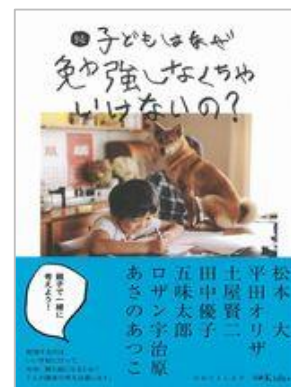 続 子どもはなぜ
勉強しなくちゃ
いけないの？
親子で一緒に
考えよう！
松本 大
平田オリザ
土屋賢二
田中優子
五味太郎
ロザン宇治原
あさのあつこ